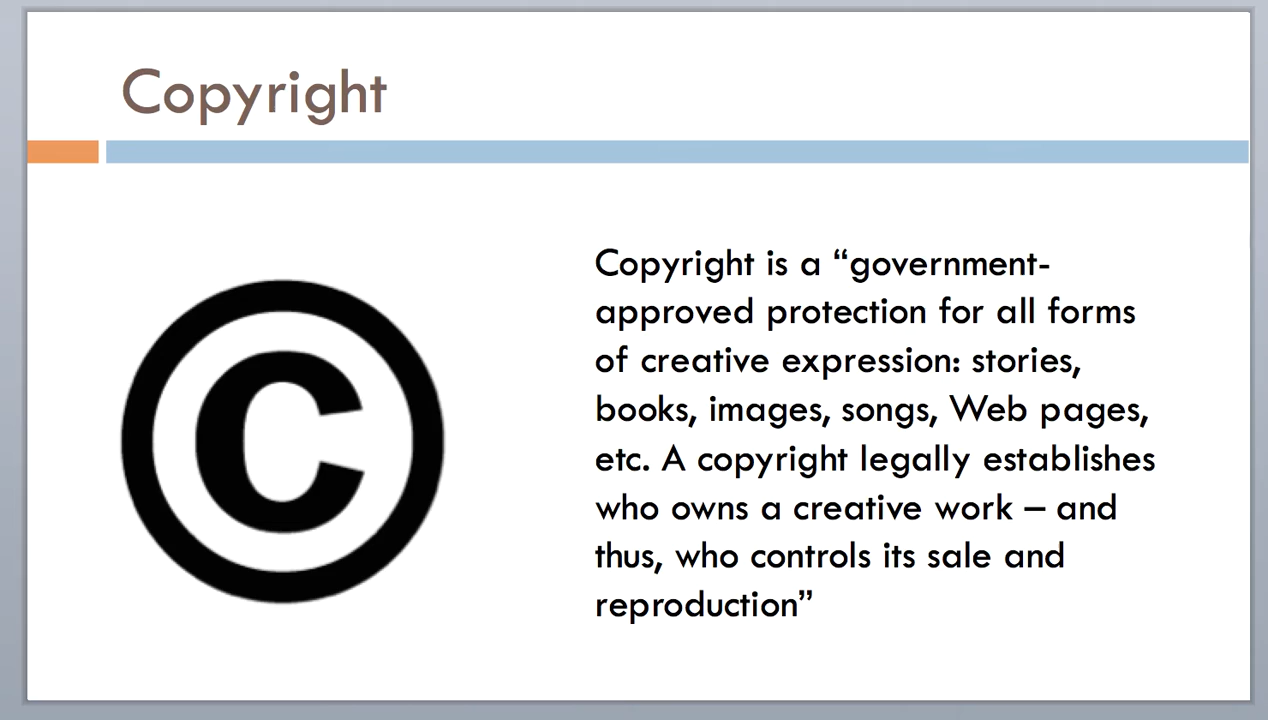 Copyright
©
Copyright is a “government-
approved protection for all forms
of creative expression: stories,
books, images, songs, Web pages,
etc. A copyright legally establishes
who owns a creative work – and
thus, who controls its sale and
reproduction”